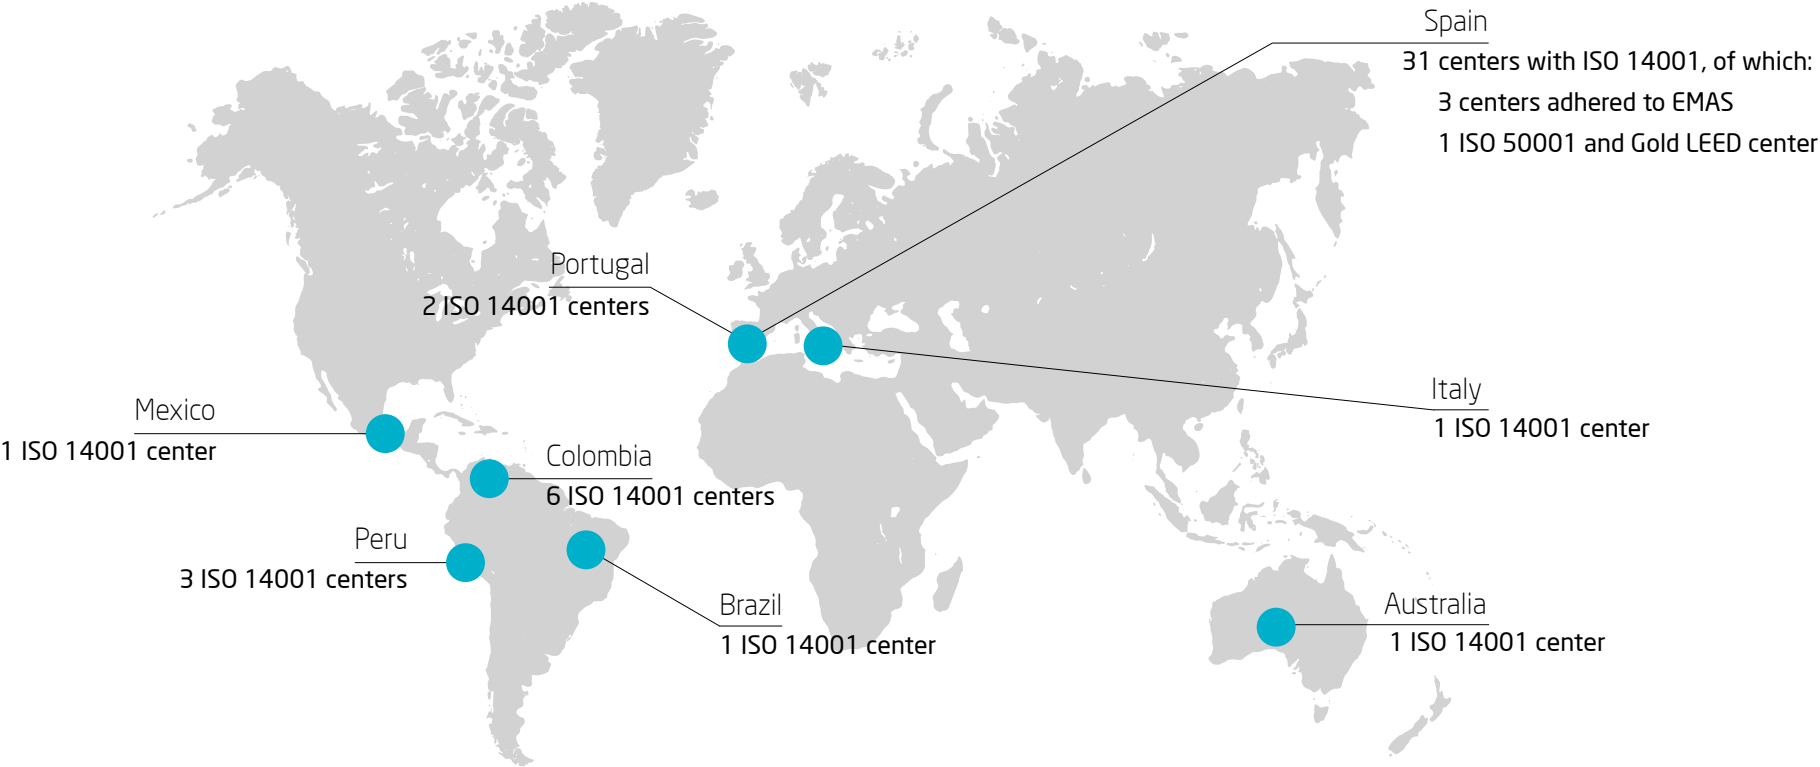 Spain
31 centers with ISO 14001, of which:
3 centers adhered to EMAS
1 ISO 50001 and Gold LEED center
Portugal
2 ISO 14001 centers
Italy
1 ISO 14001 center
Mexico
1 ISO 14001 center
Colombia
6 ISO 14001 centers
Peru
3 ISO 14001 centers
Brazil
1 ISO 14001 center
Australia
1 ISO 14001 center